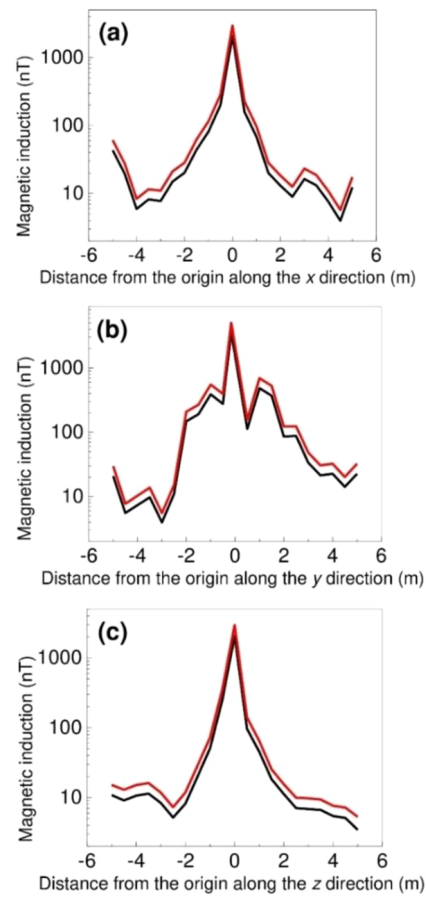 (a)
Magnetic induction (nT)
1000
100
10
-6 -4 -2 0 2 4 6
Distance from the origin along the x direction (m)
(b)
Magnetic induction (nT)
1000
100
10
-6 -4 -2 0 2 4 6
Distance from the origin along the y direction (m)
(c)
Magnetic induction (nT)
1000
100
10
-6 -4 -2 0 2 4 6
Distance from the origin along the z direction (m)